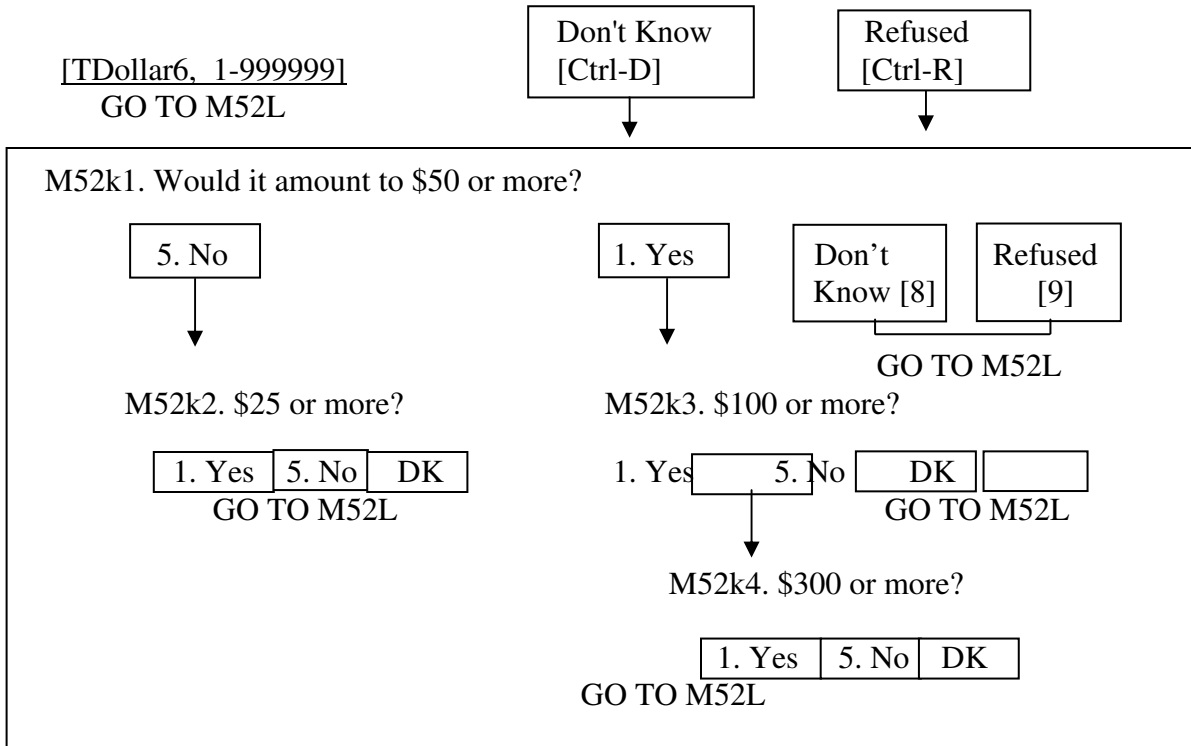 Don't Know
[Ctrl-D]
Refused
[Ctrl-R]
[TDollar6, 1-999999]
GO TO M52L
M52k1. Would it amount to $50 or more?
5. No
1. Yes
Don’t
Know [8]
Refused
[9]
GO TO M52L
M52k2. $25 or more?
M52k3. $100 or more?
1. Yes 5. No DK
GO TO M52L
1. Yes 5. No DK
GO TO M52L
M52k4. $300 or more?
1. Yes 5. No DK
GO TO M52L